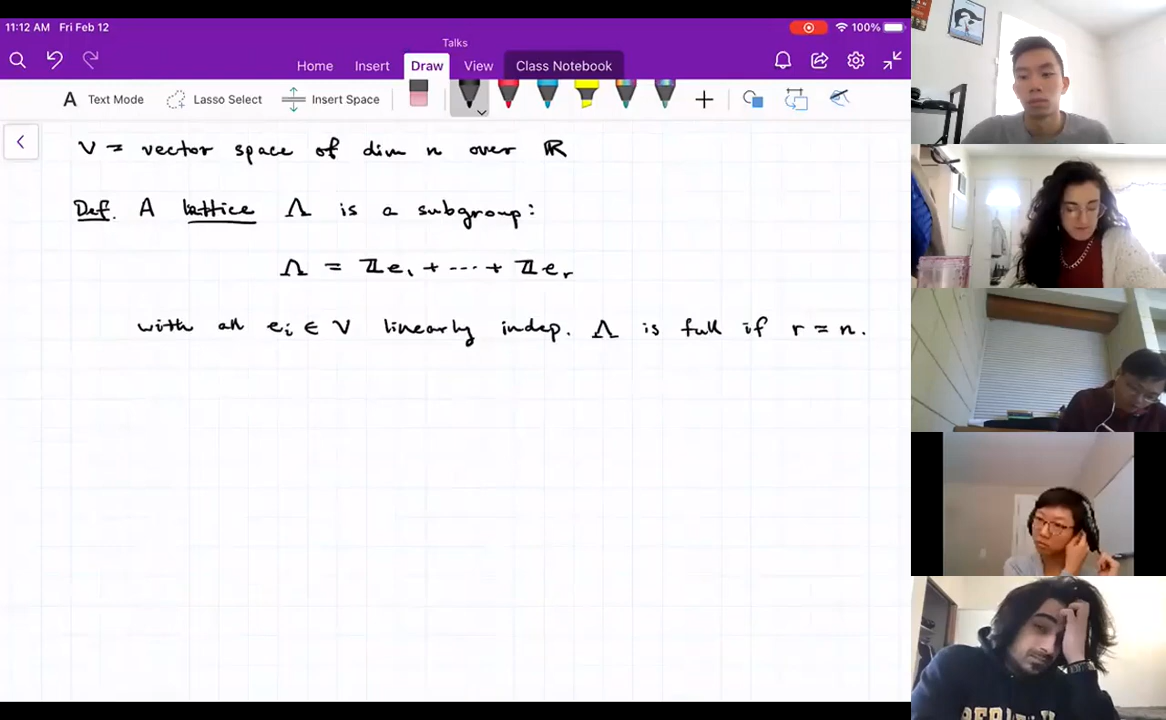 11:12 AM Fri Feb 12
100%
Talks
Home Insert Draw View Class Notebook
Text Mode Lasso Select Insert Space
V = vector space of dim n over ℝ
Def. A lattice Λ is a subgroup:
Λ = ℤe₁ + ... + ℤeᵣ
with all eᵢ ∈ V linearly indep. Λ is full if r = n.